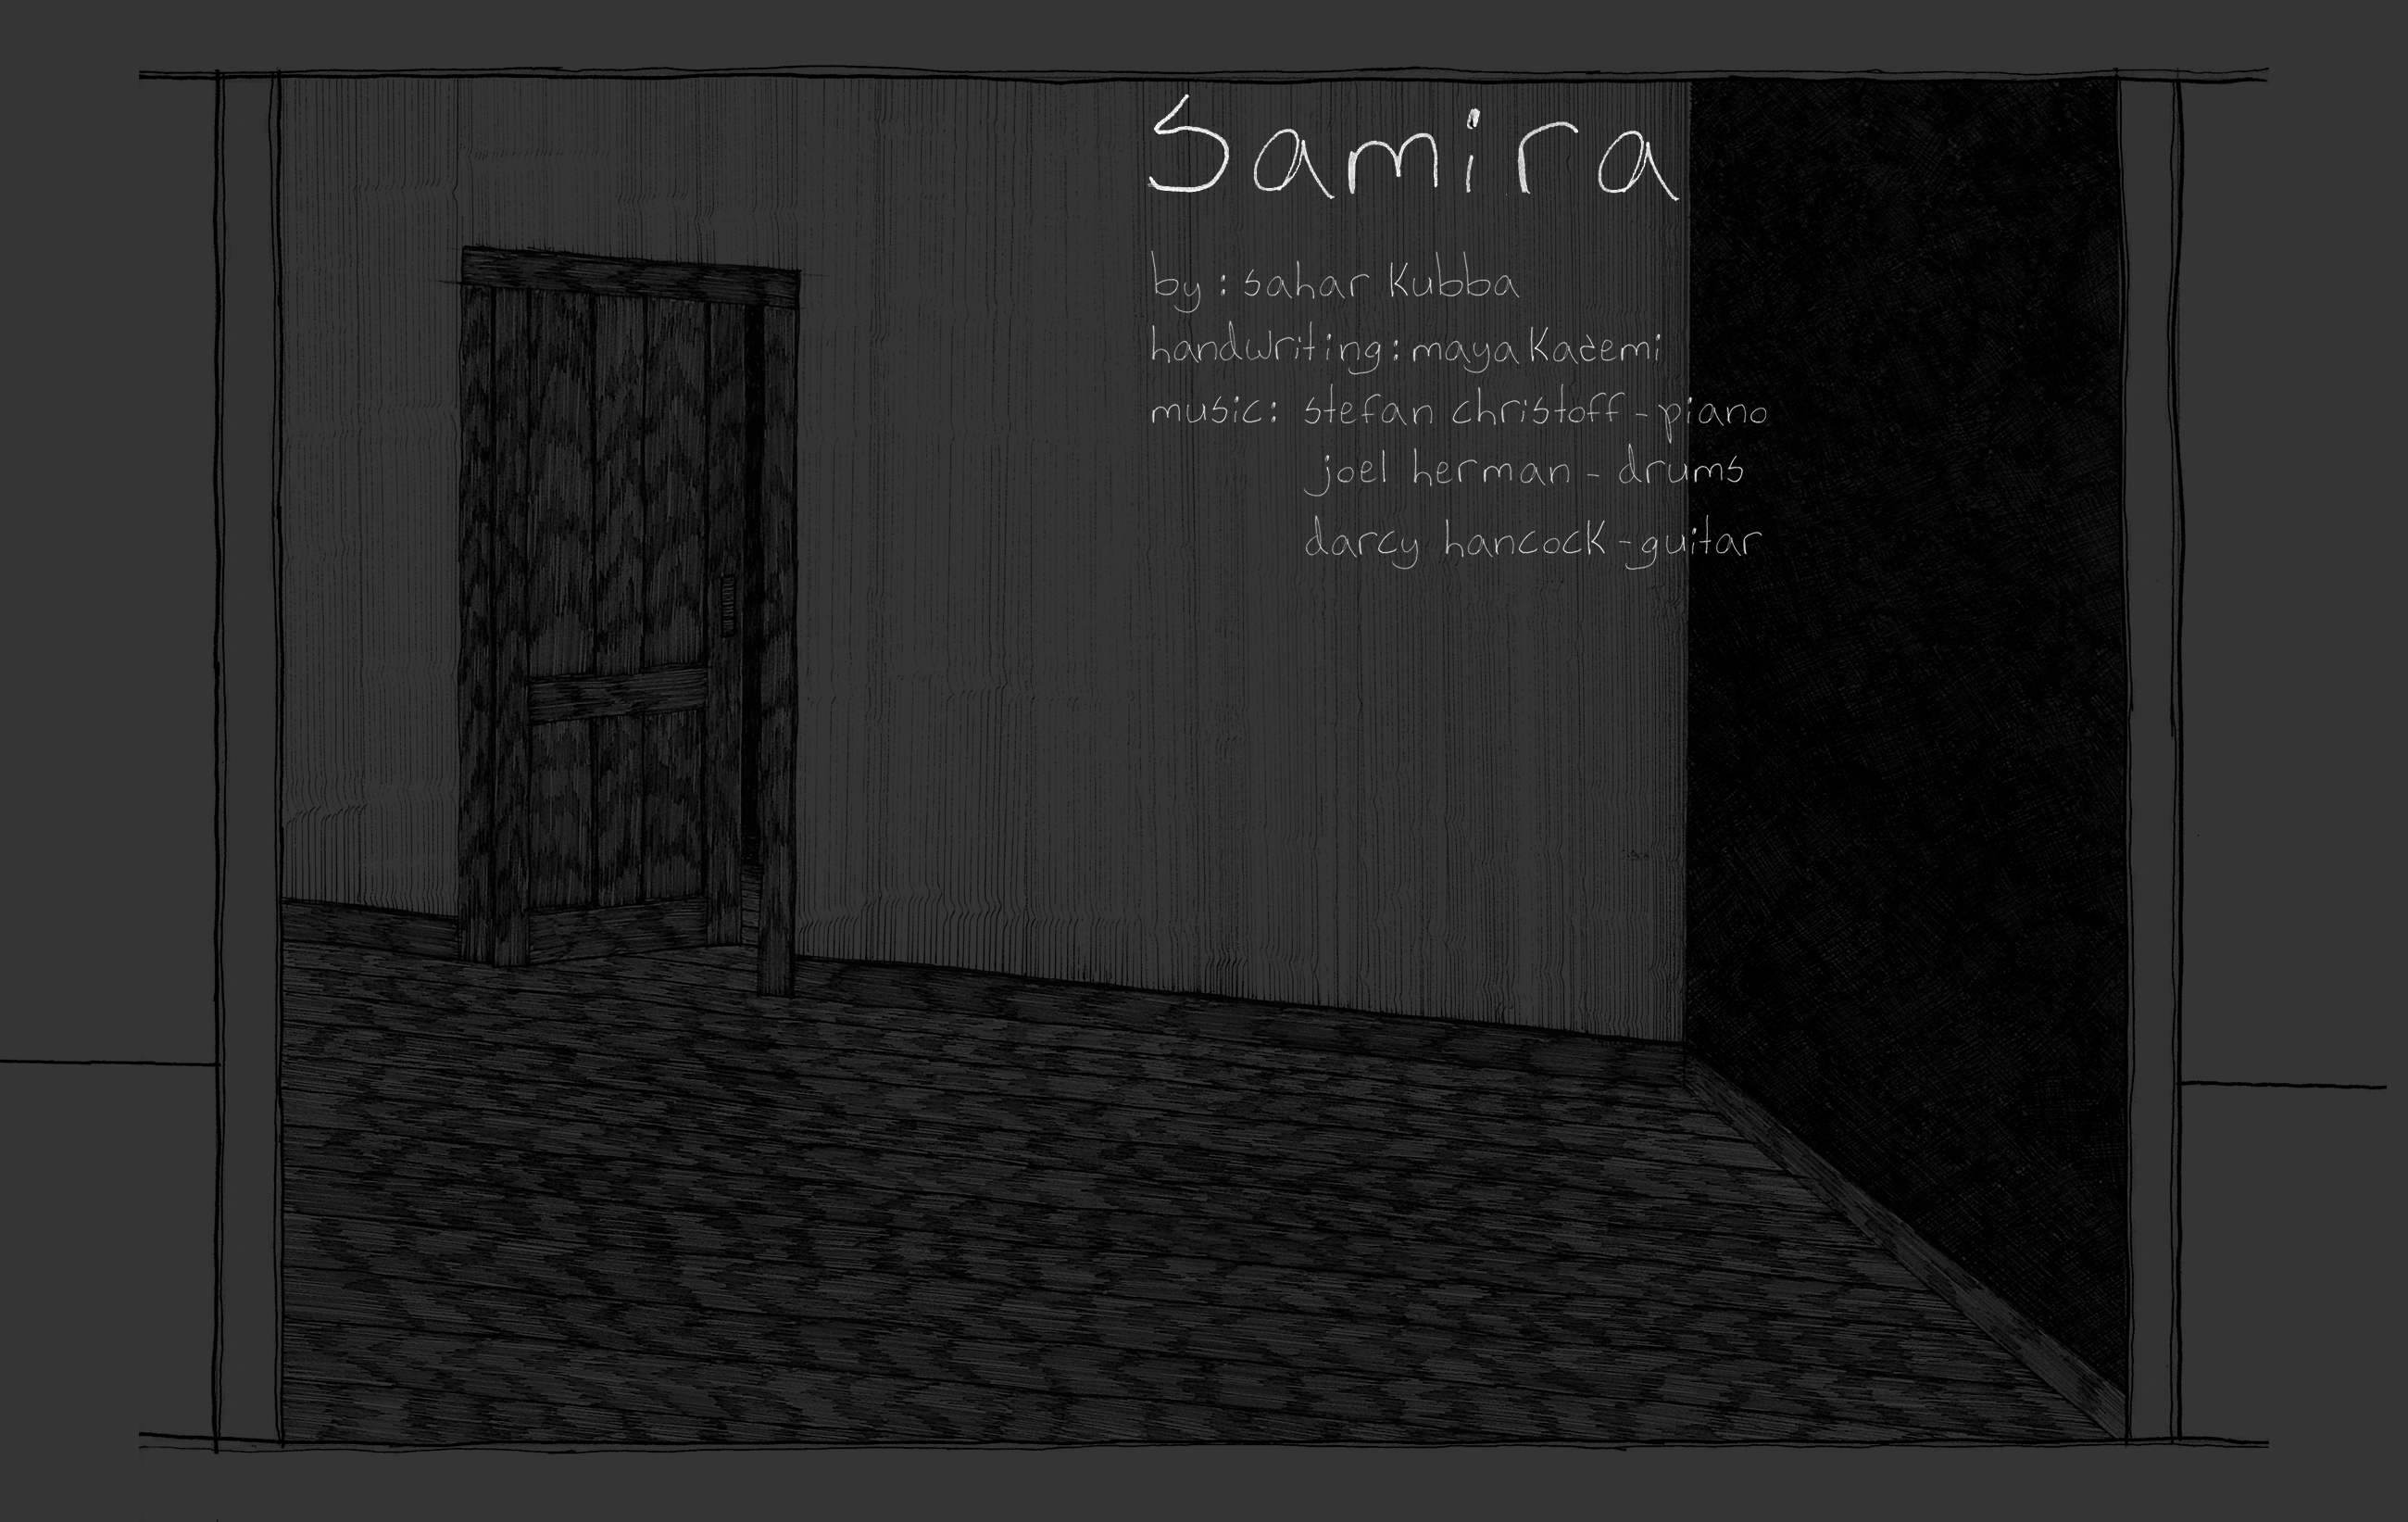 Samira
by: sahar Kubba
handwriting: maya Kazemi
music: stefan christoff - piano
joel herman - drums
darcy hancock - guitar